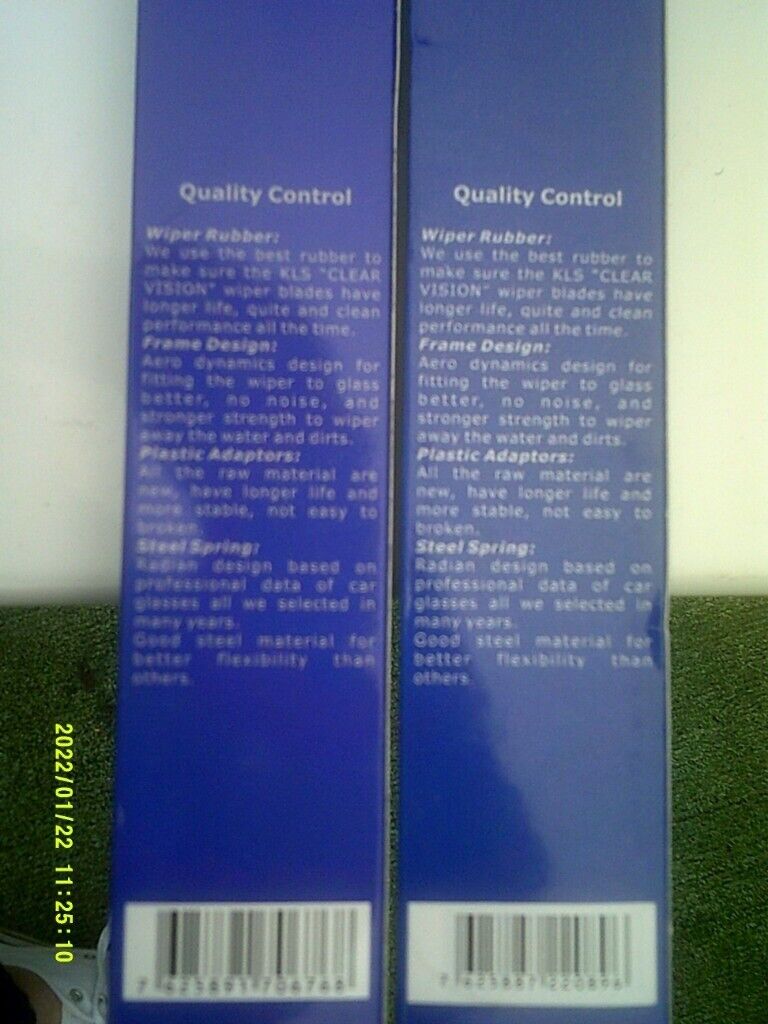 Quality Control
Wiper Rubber:
We use the best rubber to
make sure the KLS "CLEAR
VISION" wiper blades have
longer life, quite and clean
performance all the time.
Frame Design:
Aero dynamics design for
fitting the wiper to glass
better, no noise, and
stronger strength to wiper
away the water and dirts.
Plastic Adaptors:
All the raw material are
new, have longer life and
more stable, not easy to
broken.
Steel Spring:
Radian design based on
professional data of car
glasses all we selected in
many years.
Good steel material for
better flexibility than
others.
Quality Control
Wiper Rubber:
We use the best rubber to
make sure the KLS "CLEAR
VISION" wiper blades have
longer life, quite and clean
performance all the time.
Frame Design:
Aero dynamics design for
fitting the wiper to glass
better, no noise, and
stronger strength to wiper
away the water and dirts.
Plastic Adaptors:
All the raw material are
new, have longer life and
more stable, not easy to
broken.
Steel Spring:
Radian design based on
professional data of car
glasses all we selected in
many years.
Good steel material for
better flexibility than
others.
2022/01/22 11:25:10